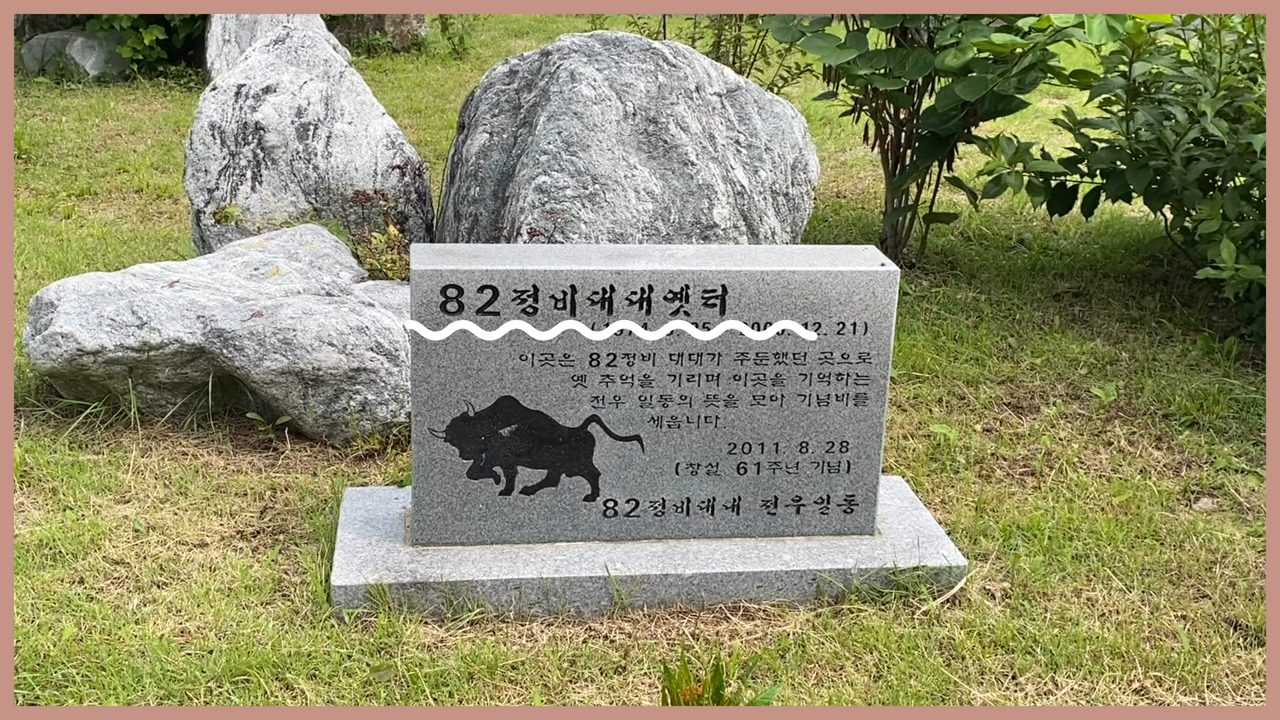 82정비대대옛터
12. 21)
이곳은 82정비 대대가 주둔했던 곳으로
옛 추억을 기리며 이곳을 기억하는
전우 일동의 뜻을 모아 기념비를
세웁니다.
2011. 8. 28
(창설 61주년 기념)
82정비대대 전우일동